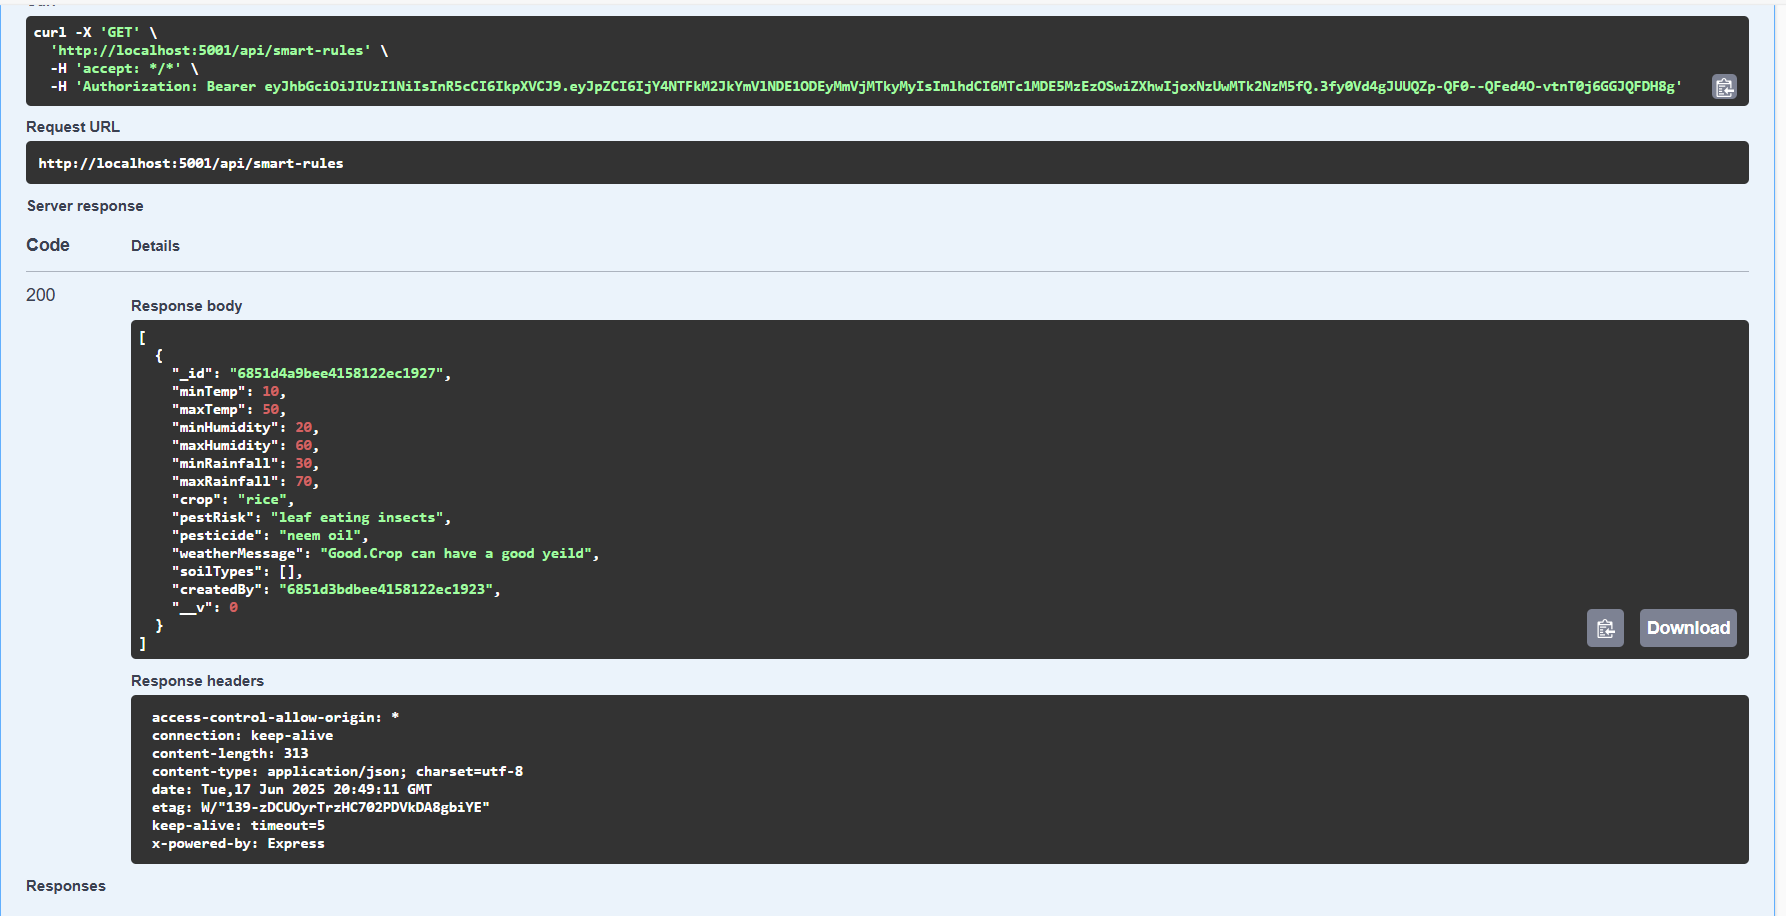 curl -X 'GET' \
'http://localhost:5001/api/smart-rules' \
-H 'accept: */*' \
-H 'Authorization: Bearer eyJhbGciOiJIUzI1NiIsInR5cCI6IkpXVCJ9.eyJpZCI6IjY4NTFkM2JkYmVlNDE1ODEyMmVjMTkyMyIsImlhdCI6MTc1MDE5MzEzOSwiZXhwIjoxNzUwMTk2NzM5fQ.3fy0Vd4gJUUQZp-QF0--QFed4O-vtnT0j6GGJQFDH8g'
Request URL
http://localhost:5001/api/smart-rules
Server response
Code Details
200
Response body
[
{
"_id": "6851d4a9bee4158122ec1927",
"minTemp": 10,
"maxTemp": 50,
"minHumidity": 20,
"maxHumidity": 60,
"minRainfall": 30,
"maxRainfall": 70,
"crop": "rice",
"pestRisk": "leaf eating insects",
"pesticide": "neem oil",
"weatherMessage": "Good.Crop can have a good yeild",
"soilTypes": [],
"createdBy": "6851d3bdbee4158122ec1923",
"__v": 0
}
]
Download
Response headers
access-control-allow-origin: *
connection: keep-alive
content-length: 313
content-type: application/json; charset=utf-8
date: Tue,17 Jun 2025 20:49:11 GMT
etag: W/"139-zDCUOyrTrzHC702PDVkDA8gbiYE"
keep-alive: timeout=5
x-powered-by: Express
Responses